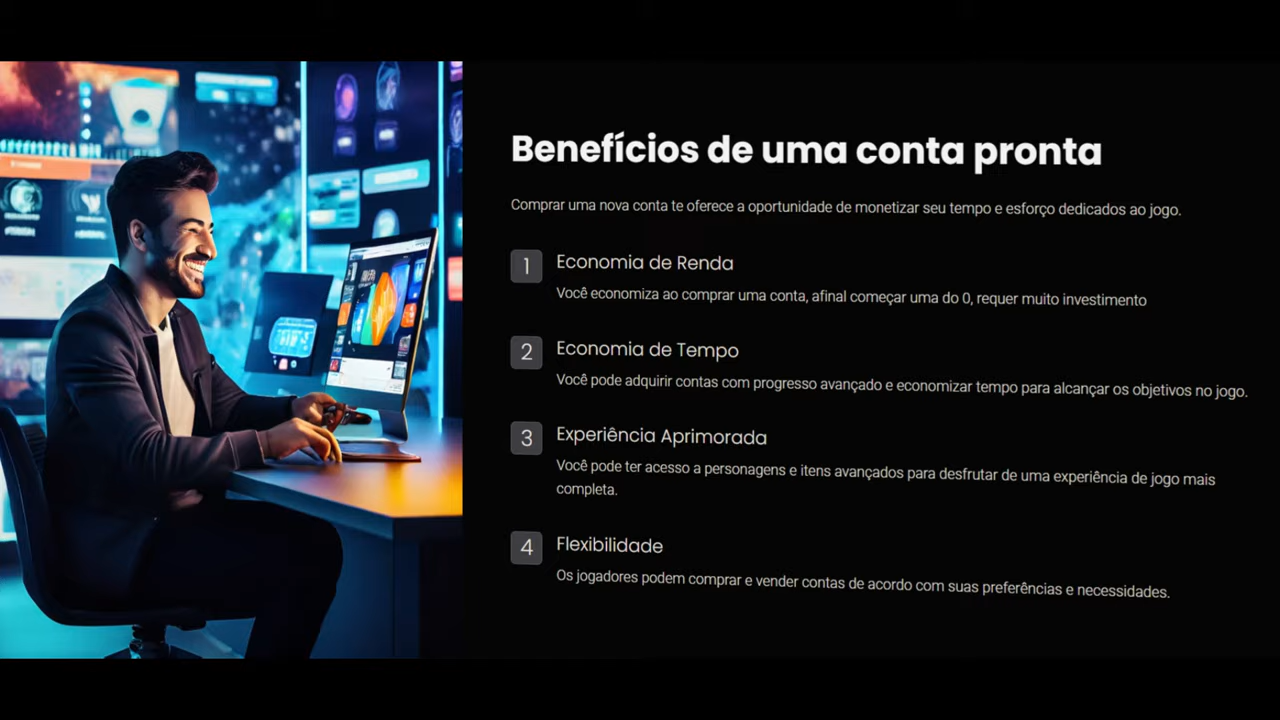 Benefícios de uma conta pronta
Comprar uma nova conta te oferece a oportunidade de monetizar seu tempo e esforço dedicados ao jogo.
1 Economia de Renda
Você economiza ao comprar uma conta, afinal começar uma do 0, requer muito investimento
2 Economia de Tempo
Você pode adquirir contas com progresso avançado e economizar tempo para alcançar os objetivos no jogo.
3 Experiência Aprimorada
Você pode ter acesso a personagens e itens avançados para desfrutar de uma experiência de jogo mais
completa.
4 Flexibilidade
Os jogadores podem comprar e vender contas de acordo com suas preferências e necessidades.